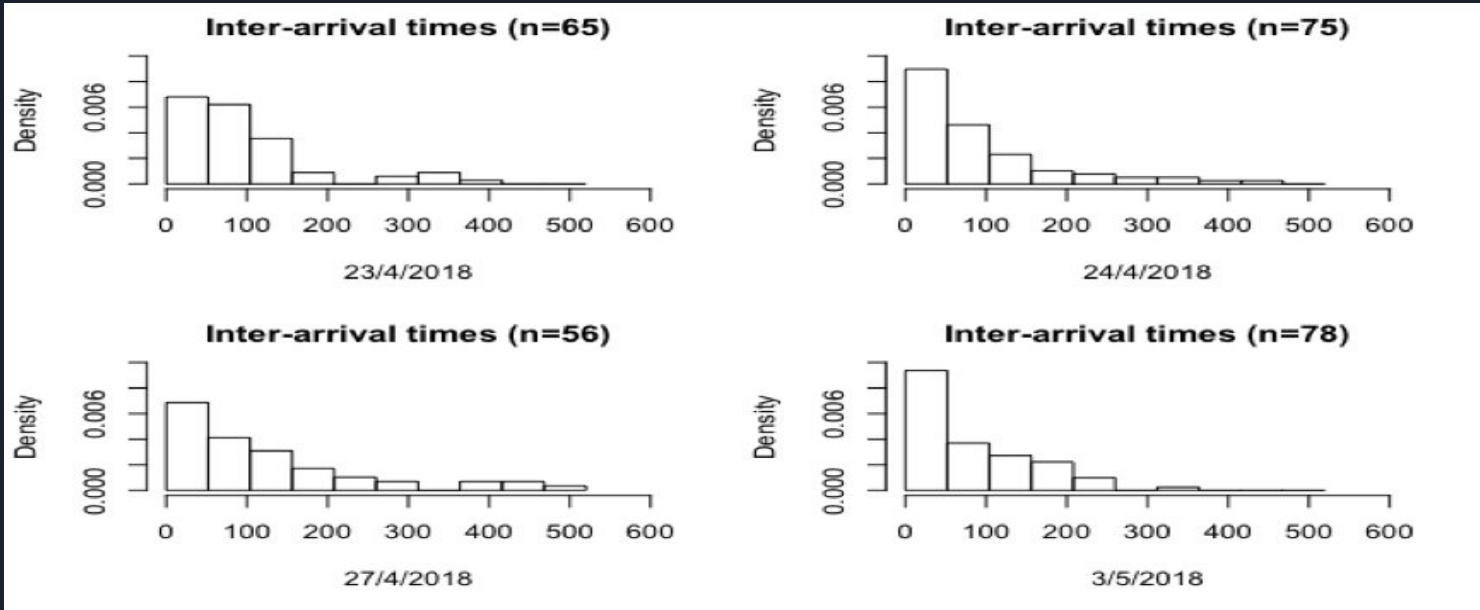 Inter-arrival times (n=65)
Density
0.006
0.000
0 100 200 300 400 500 600
23/4/2018
Inter-arrival times (n=75)
Density
0.006
0.000
0 100 200 300 400 500 600
24/4/2018
Inter-arrival times (n=56)
Density
0.006
0.000
0 100 200 300 400 500 600
27/4/2018
Inter-arrival times (n=78)
Density
0.006
0.000
0 100 200 300 400 500 600
3/5/2018